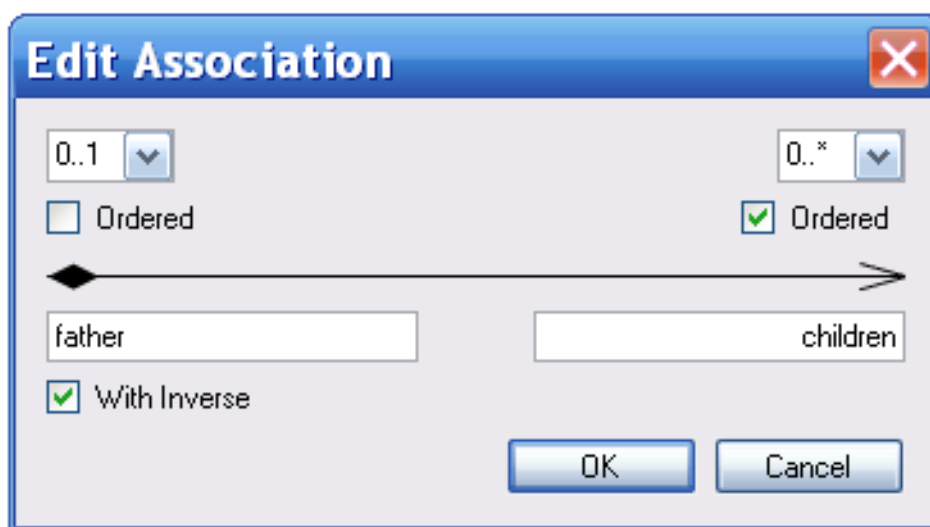 Edit Association
0..1 0..*
Ordered Ordered
father children
With Inverse
OK Cancel